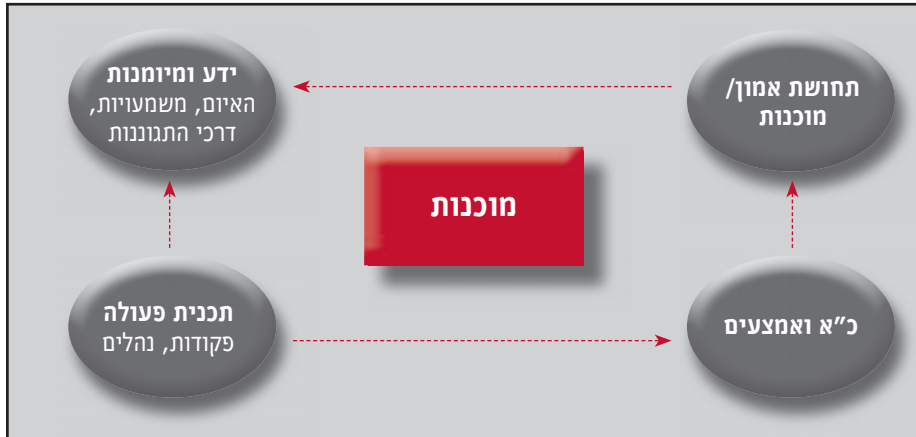 תחושת אמון/
מוכנות
ידע ומיומנות
האיום, משמעויות,
דרכי התגוננות
מוכנות
כ״א ואמצעים
תכנית פעולה
פקודות, נהלים